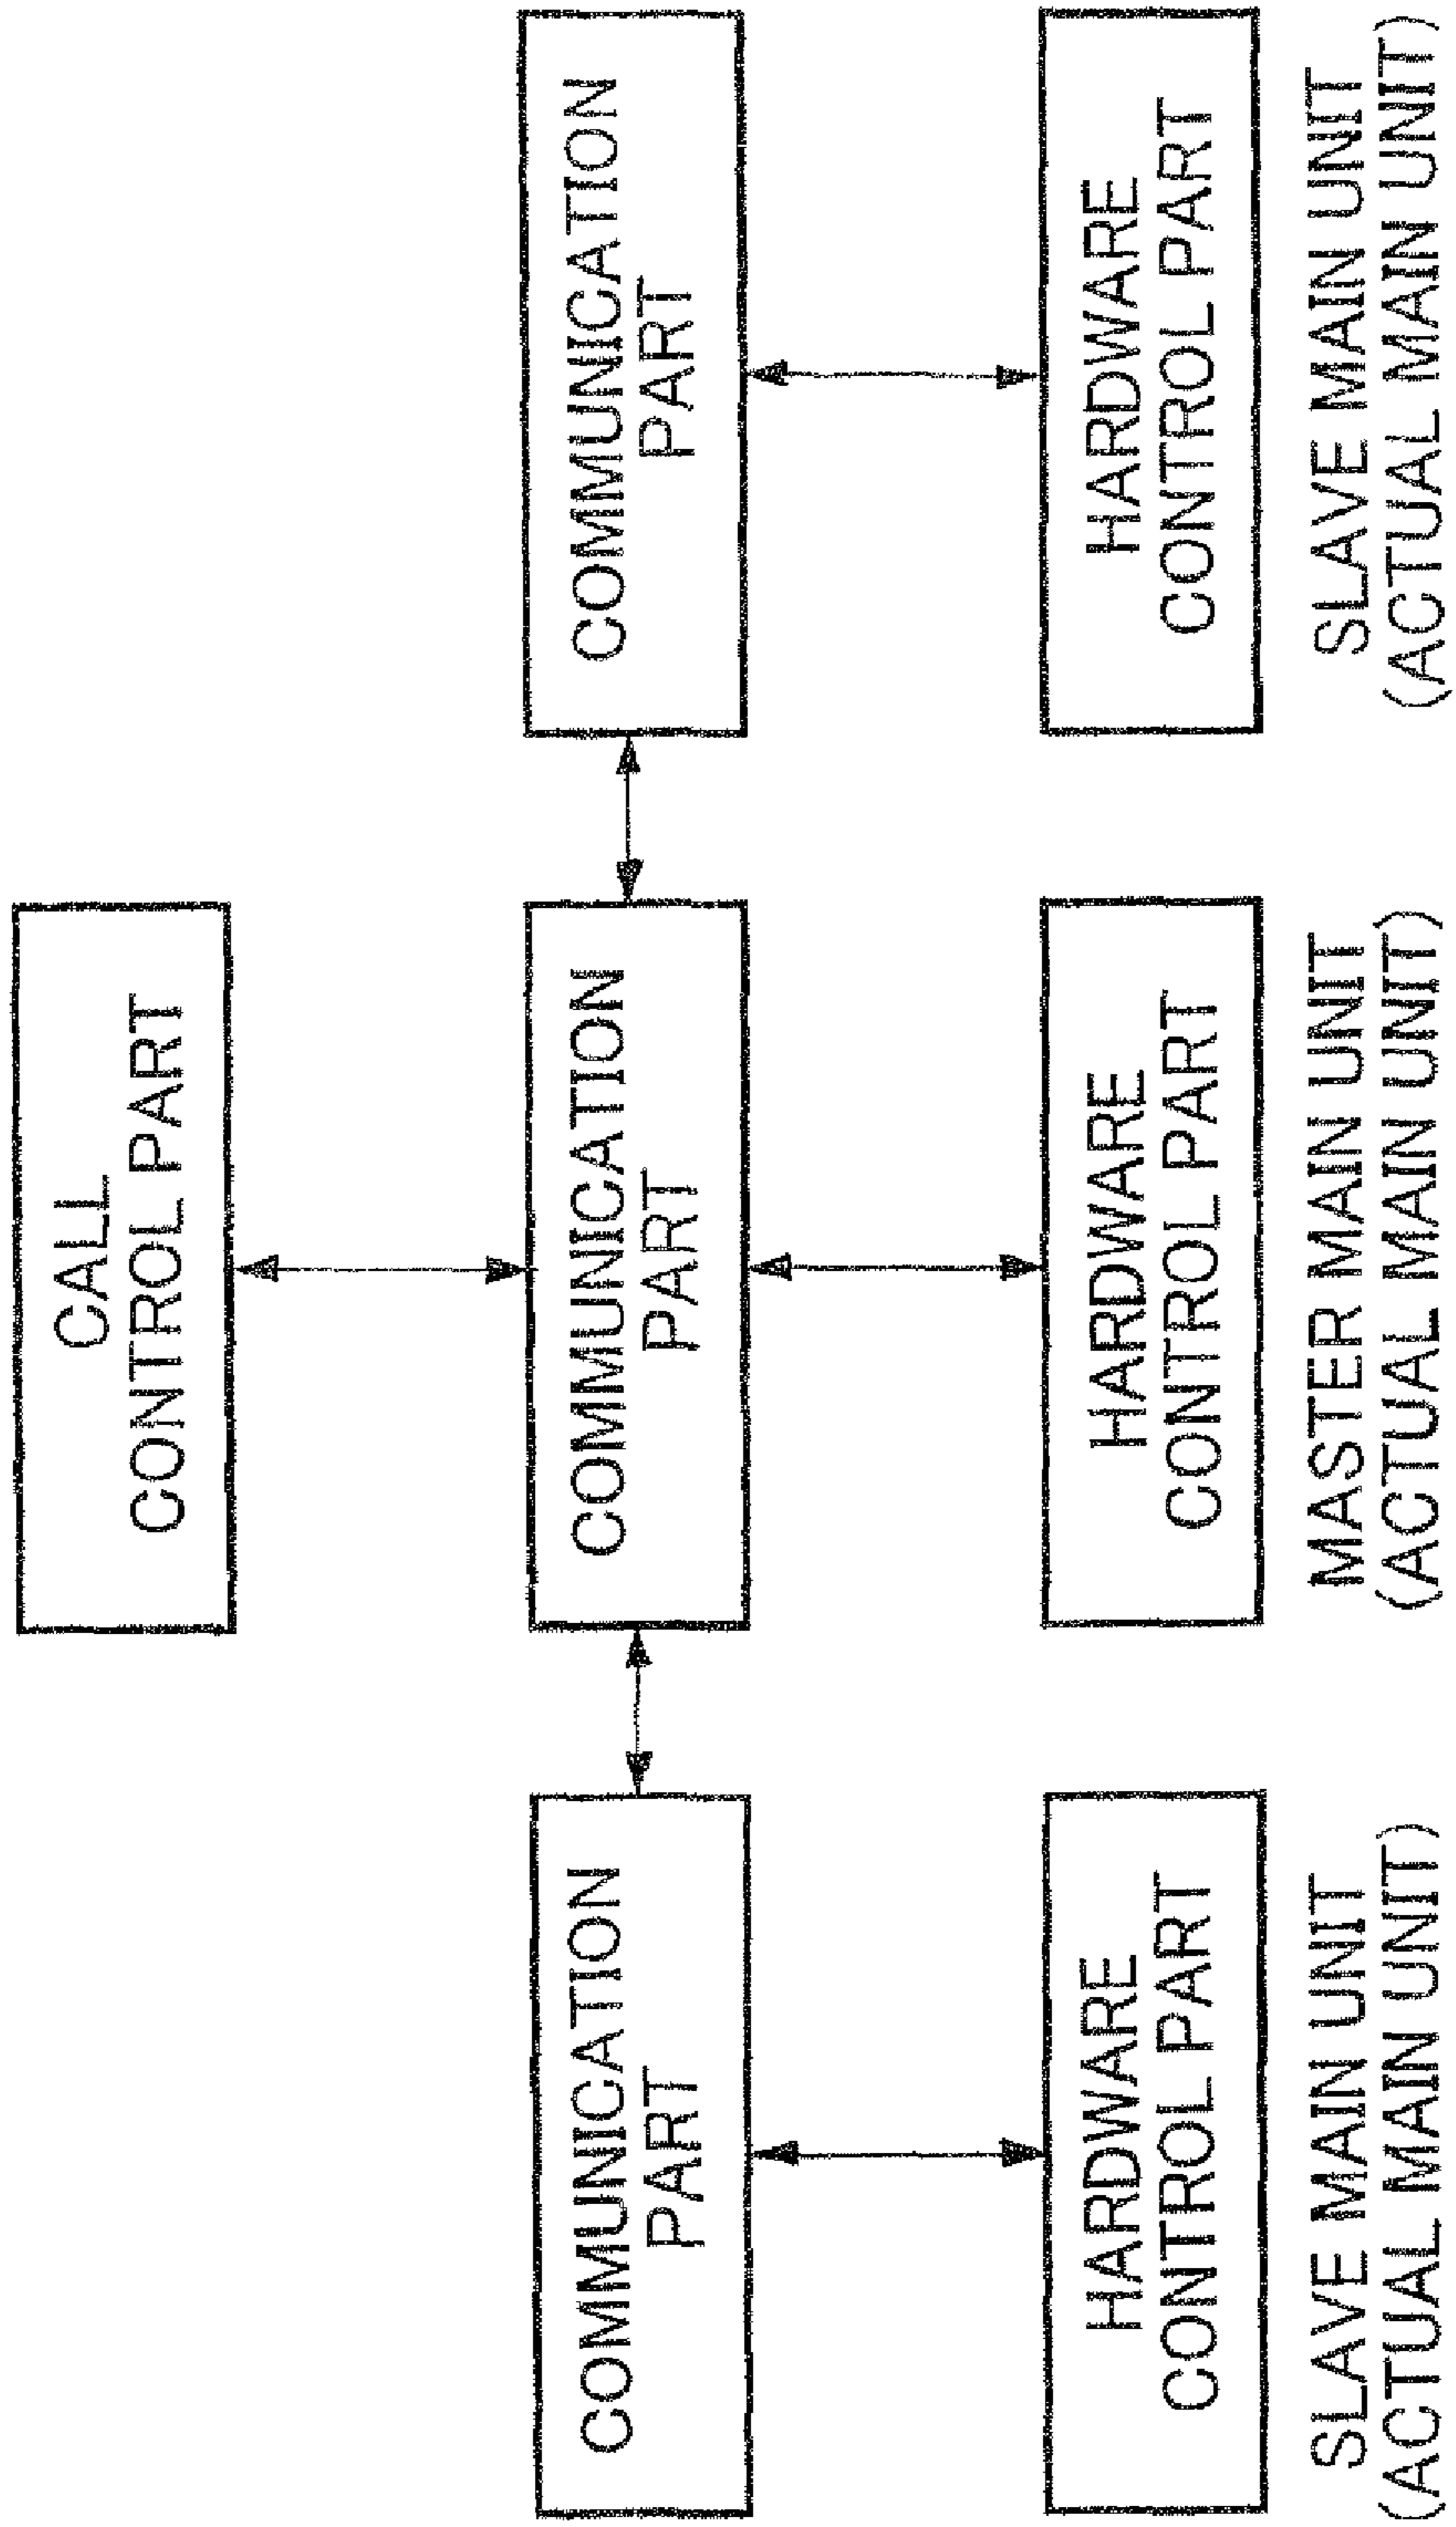 CALL
CONTROL PART
COMMUNICATION
PART
COMMUNICATION
PART
COMMUNICATION
PART
HARDWARE
CONTROL PART
HARDWARE
CONTROL PART
HARDWARE
CONTROL PART
SLAVE MAIN UNIT
(ACTUAL MAIN UNIT)
MASTER MAIN UNIT
(ACTUAL MAIN UNIT)
SLAVE MAIN UNIT
(ACTUAL MAIN UNIT)